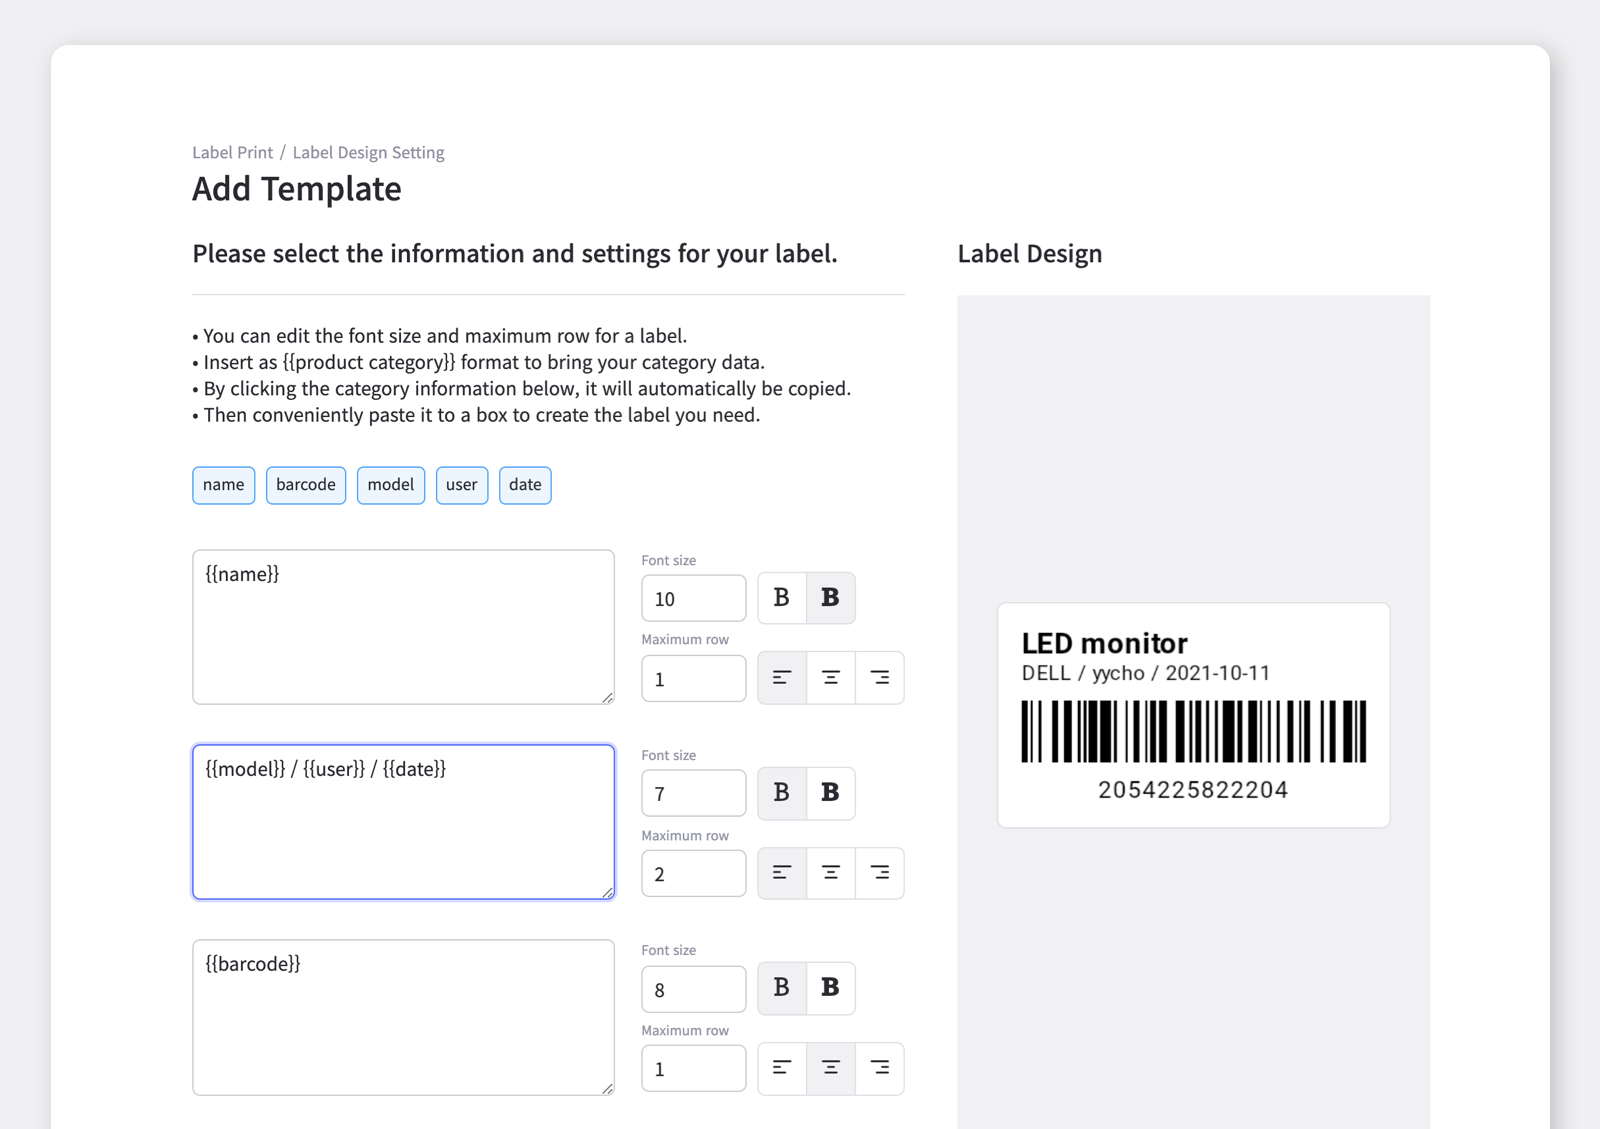 Label Print / Label Design Setting
Add Template
Please select the information and settings for your label.
• You can edit the font size and maximum row for a label.
• Insert as {{product category}} format to bring your category data.
• By clicking the category information below, it will automatically be copied.
• Then conveniently paste it to a box to create the label you need.
name barcode model user date
{{name}}
Font size
10 B B
Maximum row
1
{{model}} / {{user}} / {{date}}
Font size
7 B B
Maximum row
2
{{barcode}}
Font size
8 B B
Maximum row
1
Label Design
LED monitor
DELL / yycho / 2021-10-11
2054225822204